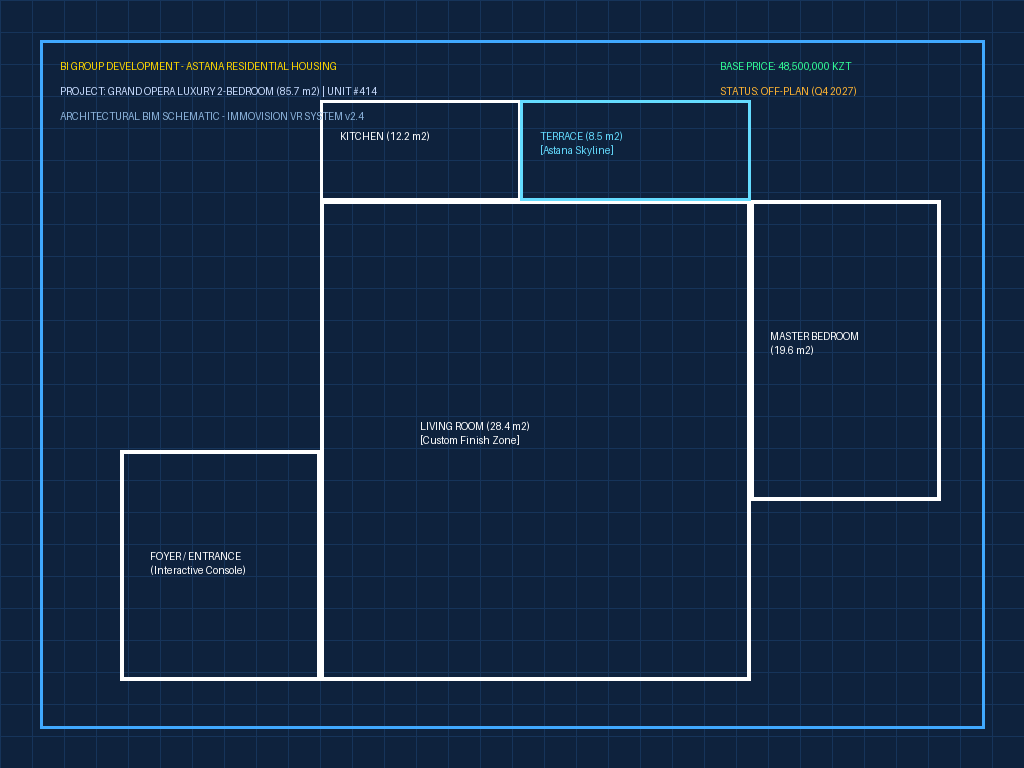 BI GROUP DEVELOPMENT - ASTANA RESIDENTIAL HOUSING
BASE PRICE: 48,500,000 KZT
PROJECT: GRAND OPERA LUXURY 2-BEDROOM (85.7 m2) | UNIT #414
STATUS: OFF-PLAN (Q4 2027)
ARCHITECTURAL BIM SCHEMATIC - IMMOVISION VR SYSTEM v2.4
KITCHEN (12.2 m2)
TERRACE (8.5 m2)
[Astana Skyline]
MASTER BEDROOM
(19.6 m2)
LIVING ROOM (28.4 m2)
[Custom Finish Zone]
FOYER / ENTRANCE
(Interactive Console)